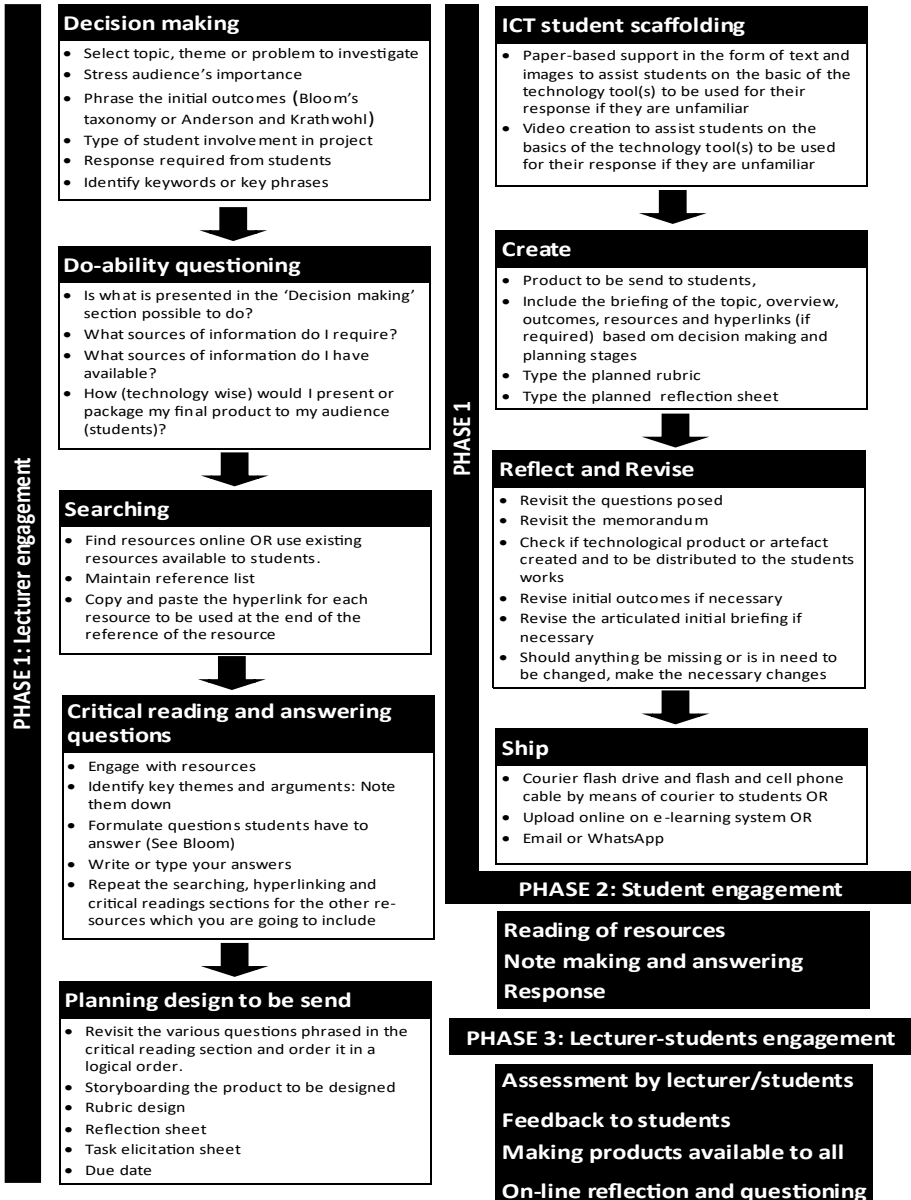 PHASE 1: Lecturer engagement
Decision making
• Select topic, theme or problem to investigate
• Stress audience's importance
• Phrase the initial outcomes (Bloom's
taxonomy or Anderson and Krathwohl)
• Type of student involvement in project
• Response required from students
• Identify keywords or key phrases
Do-ability questioning
• Is what is presented in the 'Decision making'
section possible to do?
• What sources of information do I require?
• What sources of information do I have
available?
• How (technology wise) would I present or
package my final product to my audience
(students)?
Searching
• Find resources online OR use existing
resources available to students.
• Maintain reference list
• Copy and paste the hyperlink for each
resource to be used at the end of the
reference of the resource
Critical reading and answering
questions
• Engage with resources
• Identify key themes and arguments: Note
them down
• Formulate questions students have to
answer (See Bloom)
• Write or type your answers
• Repeat the searching, hyperlinking and
critical readings sections for the other re-
sources which you are going to include
Planning design to be send
• Revisit the various questions phrased in the
critical reading section and order it in a
logical order.
• Storyboarding the product to be designed
• Rubric design
• Reflection sheet
• Task elicitation sheet
• Due date
PHASE 1
ICT student scaffolding
• Paper-based support in the form of text and
images to assist students on the basic of the
technology tool(s) to be used for their
response if they are unfamiliar
• Video creation to assist students on the
basics of the technology tool(s) to be used
for their response if they are unfamiliar
Create
• Product to be send to students,
• Include the briefing of the topic, overview,
outcomes, resources and hyperlinks (if
required) based om decision making and
planning stages
• Type the planned rubric
• Type the planned reflection sheet
Reflect and Revise
• Revisit the questions posed
• Revisit the memorandum
• Check if technological product or artefact
created and to be distributed to the students
works
• Revise initial outcomes if necessary
• Revise the articulated initial briefing if
necessary
• Should anything be missing or is in need to
be changed, make the necessary changes
Ship
• Courier flash drive and flash and cell phone
cable by means of courier to students OR
• Upload online on e-learning system OR
• Email or WhatsApp
PHASE 2: Student engagement
Reading of resources
Note making and answering
Response
PHASE 3: Lecturer-students engagement
Assessment by lecturer/students
Feedback to students
Making products available to all
On-line reflection and questioning